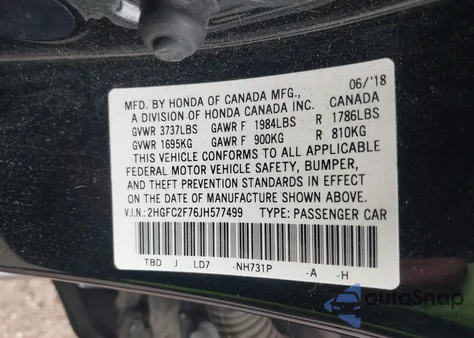 06/'18
MFD. BY HONDA OF CANADA MFG.,
A DIVISION OF HONDA CANADA INC. CANADA
GVWR 3737LBS GAWR F 1984LBS R 1786LBS
GVWR 1695KG GAWR F 900KG R 810KG
THIS VEHICLE CONFORMS TO ALL APPLICABLE
FEDERAL MOTOR VEHICLE SAFETY, BUMPER,
AND THEFT PREVENTION STANDARDS IN EFFECT
ON THE DATE OF MANUFACTURE SHOWN ABOVE.
V.I.N.: 2HGFC2F76JH577499 TYPE: PASSENGER CAR
TBD J LD7 -NH731P -A -H
autoSnap